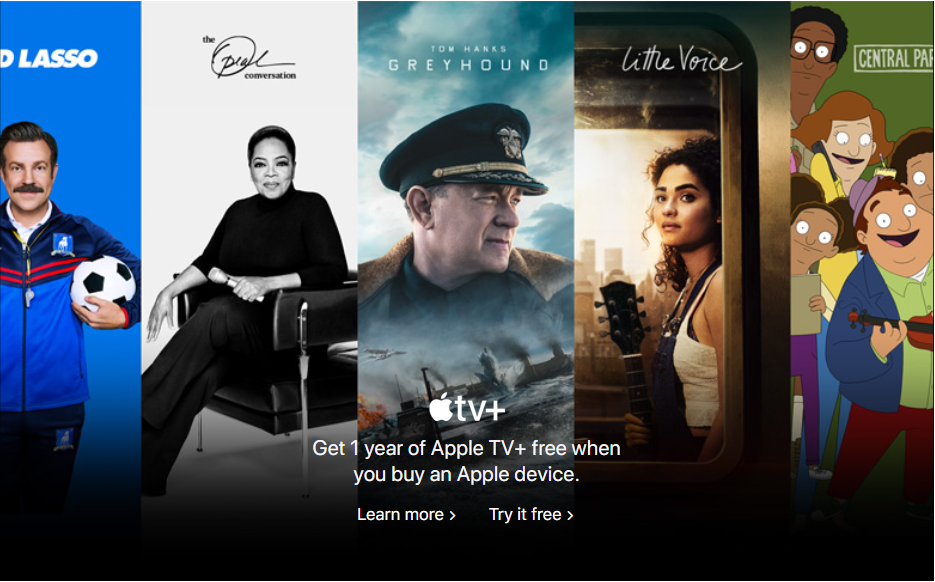 D LASSO
the
Oprah
conversation
TOM HANKS
GREYHOUND
Little Voice
CENTRAL PAR
tv+
Get 1 year of Apple TV+ free when
you buy an Apple device.
Learn more >
Try it free >